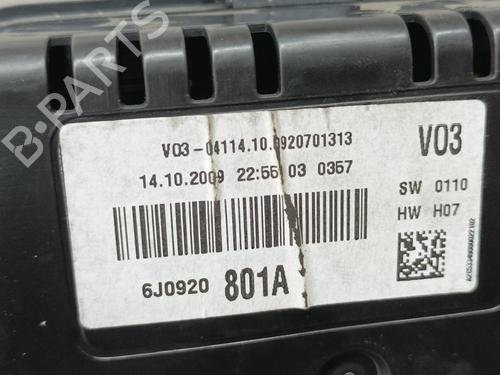 B-PARTS
V03-04114.10.0920701313
V03
14.10.2009 22:55 03 0357
SW 0110
HW H07
6J0920 801A